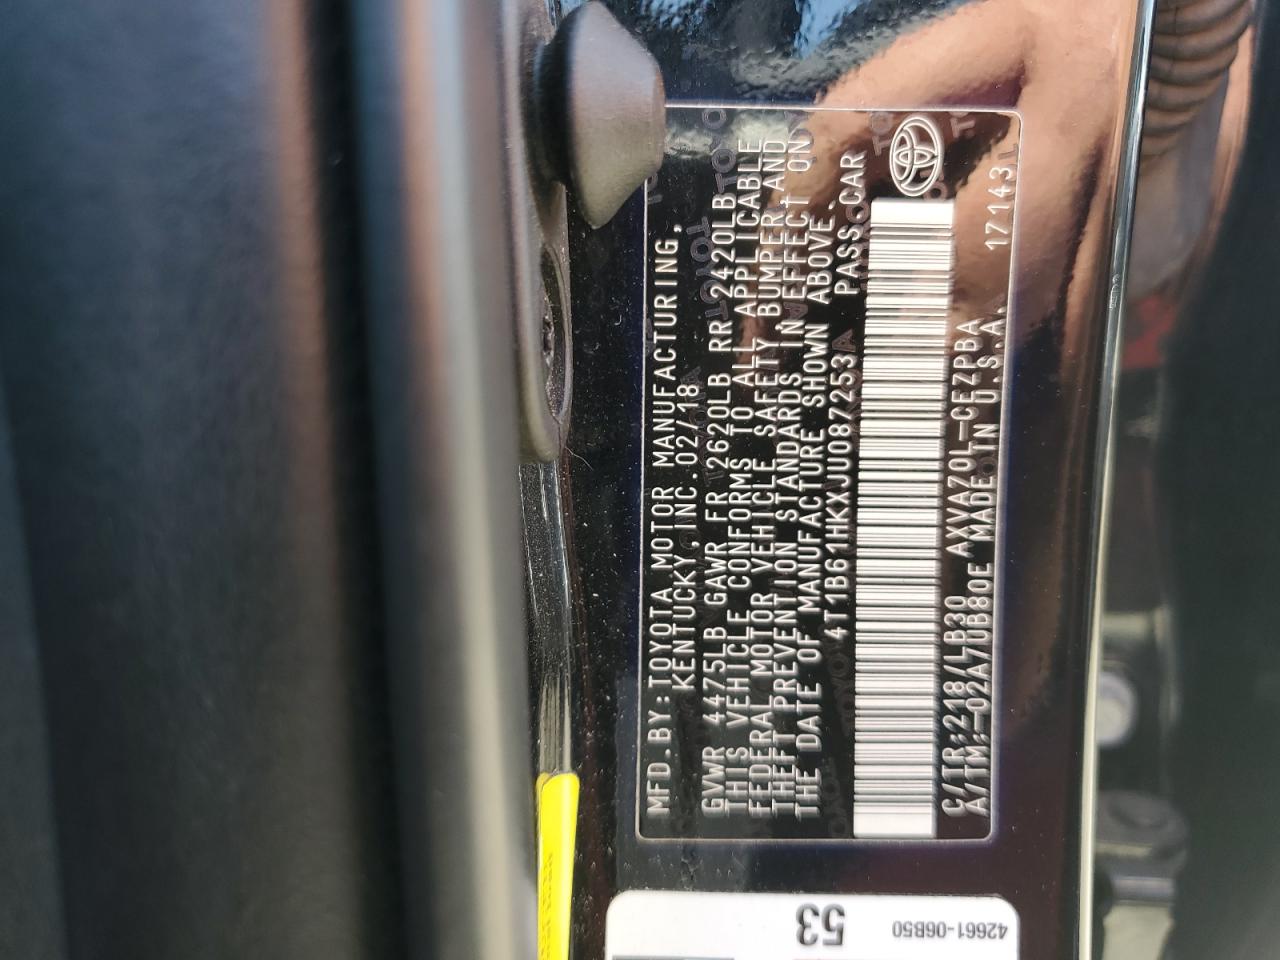 MFD.BY:TOYOTA MOTOR MANUFACTURING,
KENTUCKY,INC.02/18
GVWR 4475LB GAWR FR 2620LB RR 2420LB
THIS VEHICLE CONFORMS TO ALL APPLICABLE
FEDERAL MOTOR VEHICLE SAFETY, BUMPER, AND
THEFT PREVENTION STANDARDS IN EFFECT ON
THE DATE OF MANUFACTURE SHOWN ABOVE.
4T1B61HKXJU087253 PASS.CAR
C/TR:218/LB30 AXVA70L-CEZPBA
A/TM:-02A/UB80E MADE IN U.S.A.
17143L
53
42661-06B50